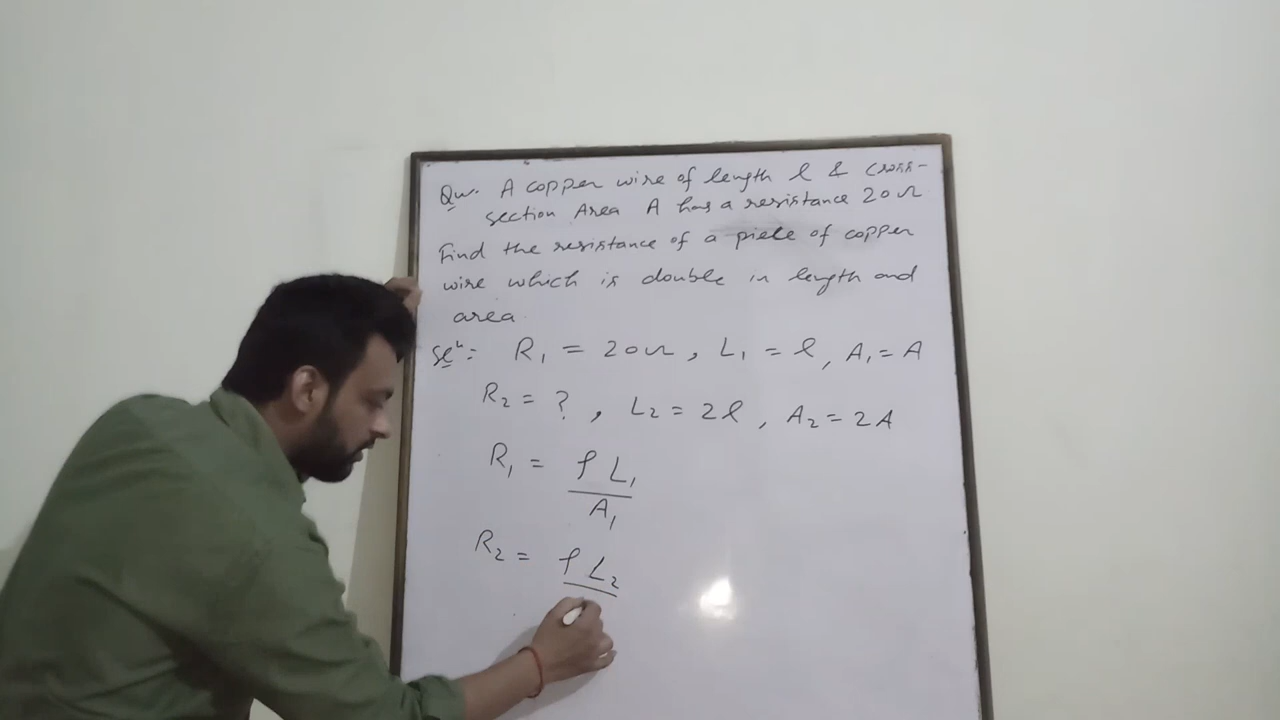 Qus. A copper wire of length l & cross-
section Area A has a resistance 20Ω
Find the resistance of a piece of copper
wire which is double in length and
area.
Solⁿ: R₁ = 20Ω, L₁ = l, A₁ = A
R₂ = ?, L₂ = 2l, A₂ = 2A
R₁ = ρ L₁
A₁
R₂ = ρ L₂